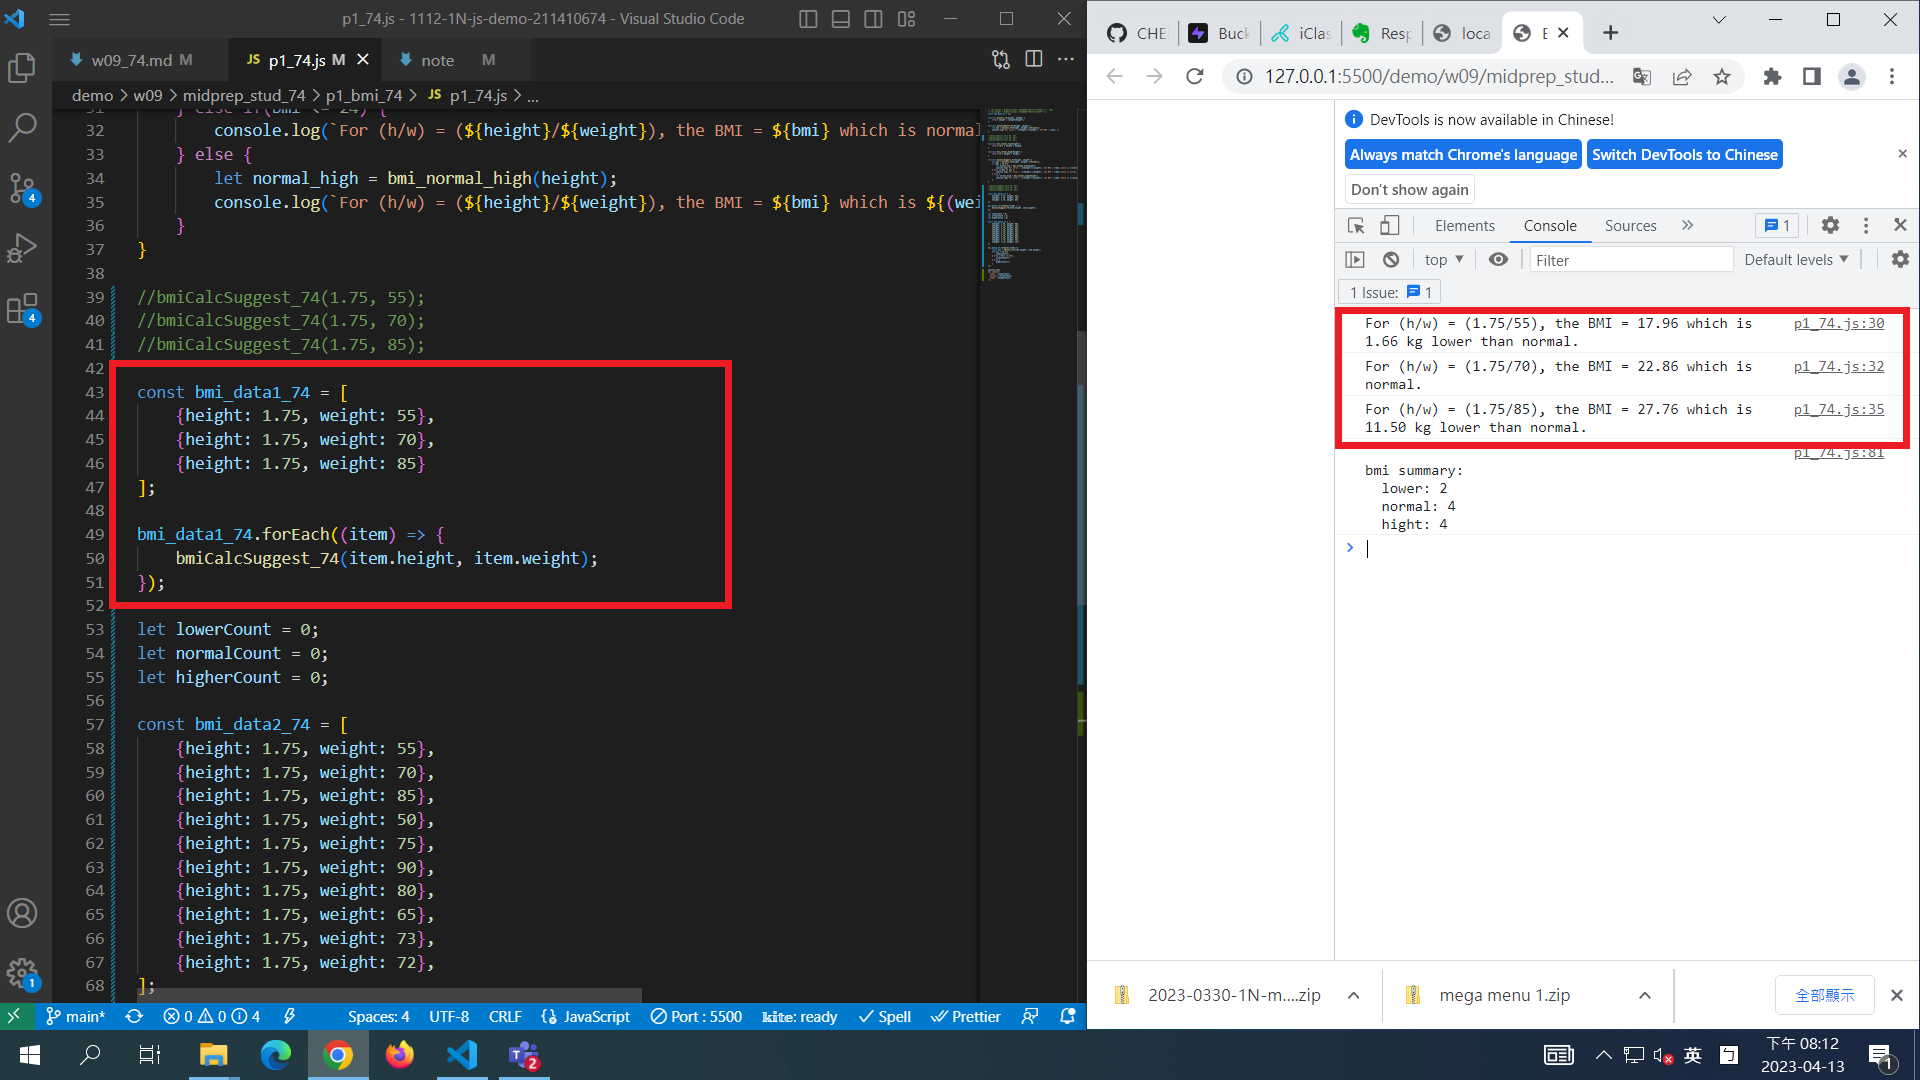 p1_74.js - 1112-1N-js-demo-211410674 - Visual Studio Code
w09_74.md M
JS p1_74.js M
note M
demo > w09 > midprep_stud_74 > p1_bmi_74 > JS p1_74.js > ...
32 console.log(`For (h/w) = (${height}/${weight}), the BMI = ${bmi} which is normal
33 } else {
34 let normal_high = bmi_normal_high(height);
35 console.log(`For (h/w) = (${height}/${weight}), the BMI = ${bmi} which is ${(wei
36 }
37 }
38
39 //bmiCalcSuggest_74(1.75, 55);
40 //bmiCalcSuggest_74(1.75, 70);
41 //bmiCalcSuggest_74(1.75, 85);
42
43 const bmi_data1_74 = [
44 {height: 1.75, weight: 55},
45 {height: 1.75, weight: 70},
46 {height: 1.75, weight: 85}
47 ];
48
49 bmi_data1_74.forEach((item) => {
50 bmiCalcSuggest_74(item.height, item.weight);
51 });
52
53 let lowerCount = 0;
54 let normalCount = 0;
55 let higherCount = 0;
56
57 const bmi_data2_74 = [
58 {height: 1.75, weight: 55},
59 {height: 1.75, weight: 70},
60 {height: 1.75, weight: 85},
61 {height: 1.75, weight: 50},
62 {height: 1.75, weight: 75},
63 {height: 1.75, weight: 90},
64 {height: 1.75, weight: 80},
65 {height: 1.75, weight: 65},
66 {height: 1.75, weight: 73},
67 {height: 1.75, weight: 72},
68 ];
4
4
1
main* 0 0 4 Spaces: 4 UTF-8 CRLF {} JavaScript Port : 5500 kite: ready Spell Prettier
CHE
Buck
iClas
Resp
loca
E
127.0.0.1:5500/demo/w09/midprep_stud...
DevTools is now available in Chinese!
Always match Chrome's language
Switch DevTools to Chinese
Don't show again
Elements Console Sources » 1
top Filter Default levels
1 Issue: 1
For (h/w) = (1.75/55), the BMI = 17.96 which is p1_74.js:30
1.66 kg lower than normal.
For (h/w) = (1.75/70), the BMI = 22.86 which is p1_74.js:32
normal.
For (h/w) = (1.75/85), the BMI = 27.76 which is p1_74.js:35
11.50 kg lower than normal.
p1_74.js:81
bmi summary:
lower: 2
normal: 4
hight: 4
2023-0330-1N-m....zip
mega menu 1.zip
全部顯示
2
英
下午 08:12
2023-04-13
1